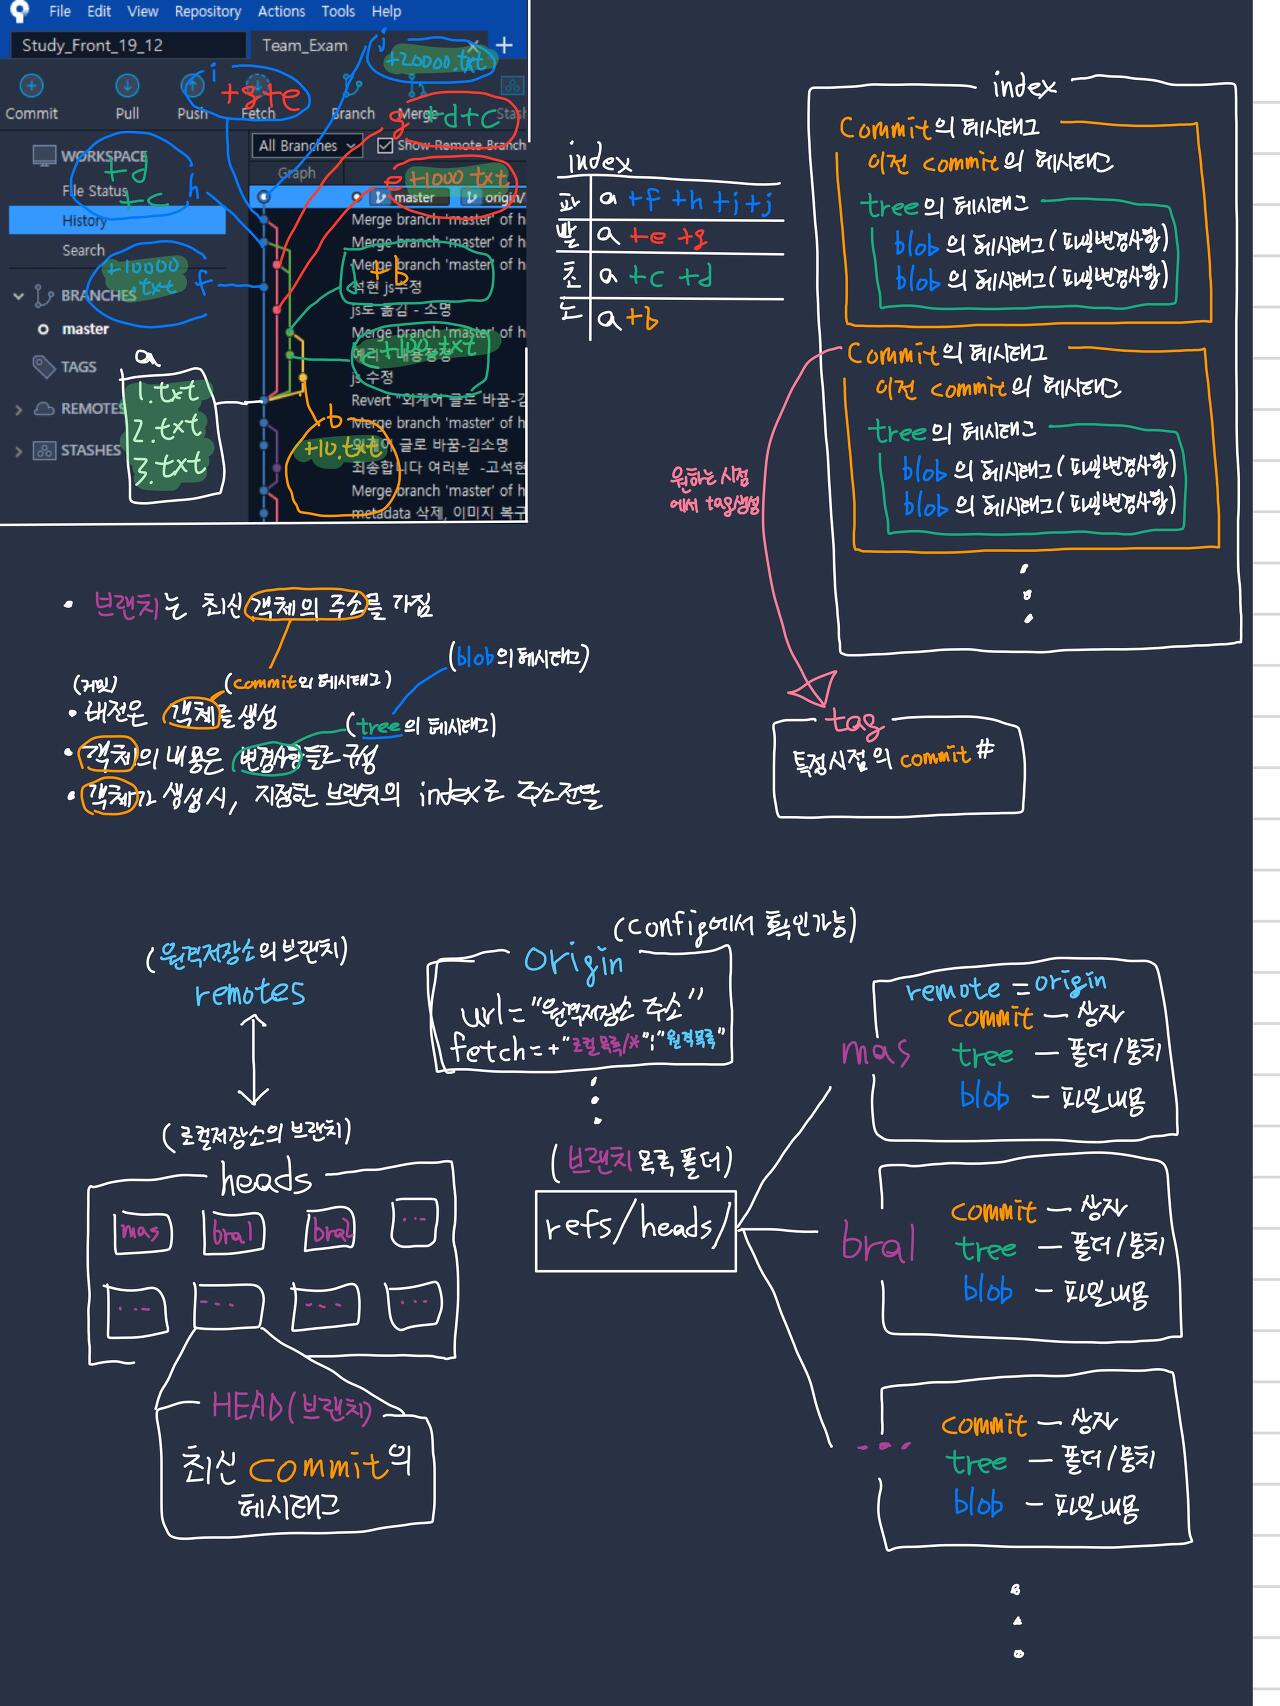 File Edit View Repository Actions Tools Help
Study_Front_19_12
Team_Exam
Commit
Pull
Push
Fetch
Branch
Merge
All Branches
Show Remote Branch
Graph
WORKSPACE
File Status
History
Search
BRANCHES
master
TAGS
REMOTES
STASHES
master
origin/
Merge branch 'master' of h
Merge branch 'master' of h
Merge branch 'master' of h
석현 js수정
js로 옮김 - 소명
Merge branch 'master' of h
js 수정
Revert
Merge branch 'master' of h
글로 바꿈-김소명
죄송합니다 여러분 -고석현
Merge branch 'master' of h
metadata 삭제, 이미지 복구
i
+g+e
j
+20000.txt
g +d+c
e +1000 txt
+d
+c
h
+10000
.txt
f
+b
+100.txt
a
1.txt
2.txt
3.txt
b
+10.txt
index
파 a +f +h +i +j
빨 a +e +g
초 a +c +d
노 a +b
index
commit의 헤시태그
이전 commit의 헤시태그
tree의 헤시태그
blob의 헤시태그(파일변경사항)
blob의 헤시태그(파일변경사항)
commit의 헤시태그
이전 commit의 헤시태그
tree의 헤시태그
blob의 헤시태그(파일변경사항)
blob의 헤시태그(파일변경사항)
원하는 시점
에서 tag생성
tag
특정시점의 commit #
• 브랜치는 최신 객체의 주소를 가짐
(blob의 헤시태그)
(커밋)
(commit의 헤시태그)
• 버전은 객체를 생성
(tree의 헤시태그)
• 객체의 내용은 변경사항들로 구성
• 객체가 생성시, 지정한 브랜치의 index로 주소전달
(원격저장소의 브랜치)
remotes
(로컬저장소의 브랜치)
heads
mas
bra1
bra2
...
...
...
...
...
HEAD(브랜치)
최신 commit의
헤시태그
(config에서 확인가능)
origin
url="원격저장소 주소"
fetch=+"로컬목록/*":"원격목록"
(브랜치 목록 폴더)
refs/heads/
mas
remote = origin
commit — 상자
tree — 폴더/뭉치
blob — 파일내용
bra1
commit — 상자
tree — 폴더/뭉치
blob — 파일내용
...
commit — 상자
tree — 폴더/뭉치
blob — 파일내용